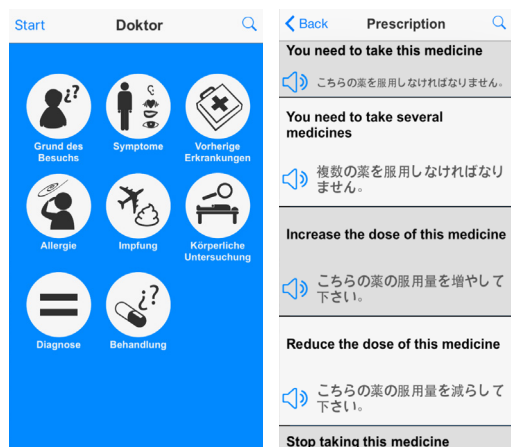 Start
Doktor
¿?
Grund des
Besuchs
Symptome
Vorherige
Erkrankungen
Allergie
Impfung
Körperliche
Untersuchung
¿?
Diagnose
Behandlung
Back
Prescription
You need to take this medicine
こちらの薬を服用しなければなりません。
You need to take several
medicines
複数の薬を服用しなければなり
ません。
Increase the dose of this medicine
こちらの薬の服用量を増やして
下さい。
Reduce the dose of this medicine
こちらの薬の服用量を減らして
下さい。
Stop taking this medicine